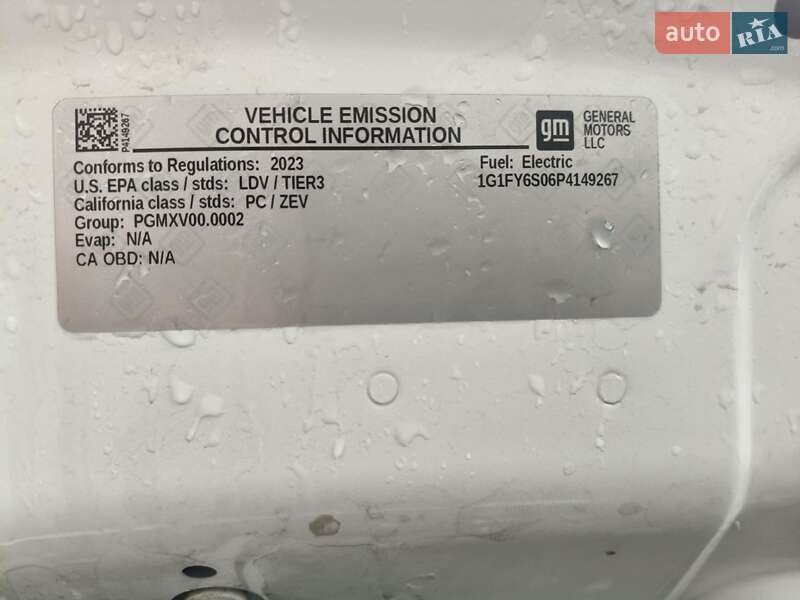 auto RIA.com
P4149267
VEHICLE EMISSION
CONTROL INFORMATION
gm
GENERAL
MOTORS
LLC
Conforms to Regulations: 2023
U.S. EPA class / stds: LDV / TIER3
California class / stds: PC / ZEV
Group: PGMXV00.0002
Evap: N/A
CA OBD: N/A
Fuel: Electric
1G1FY6S06P4149267